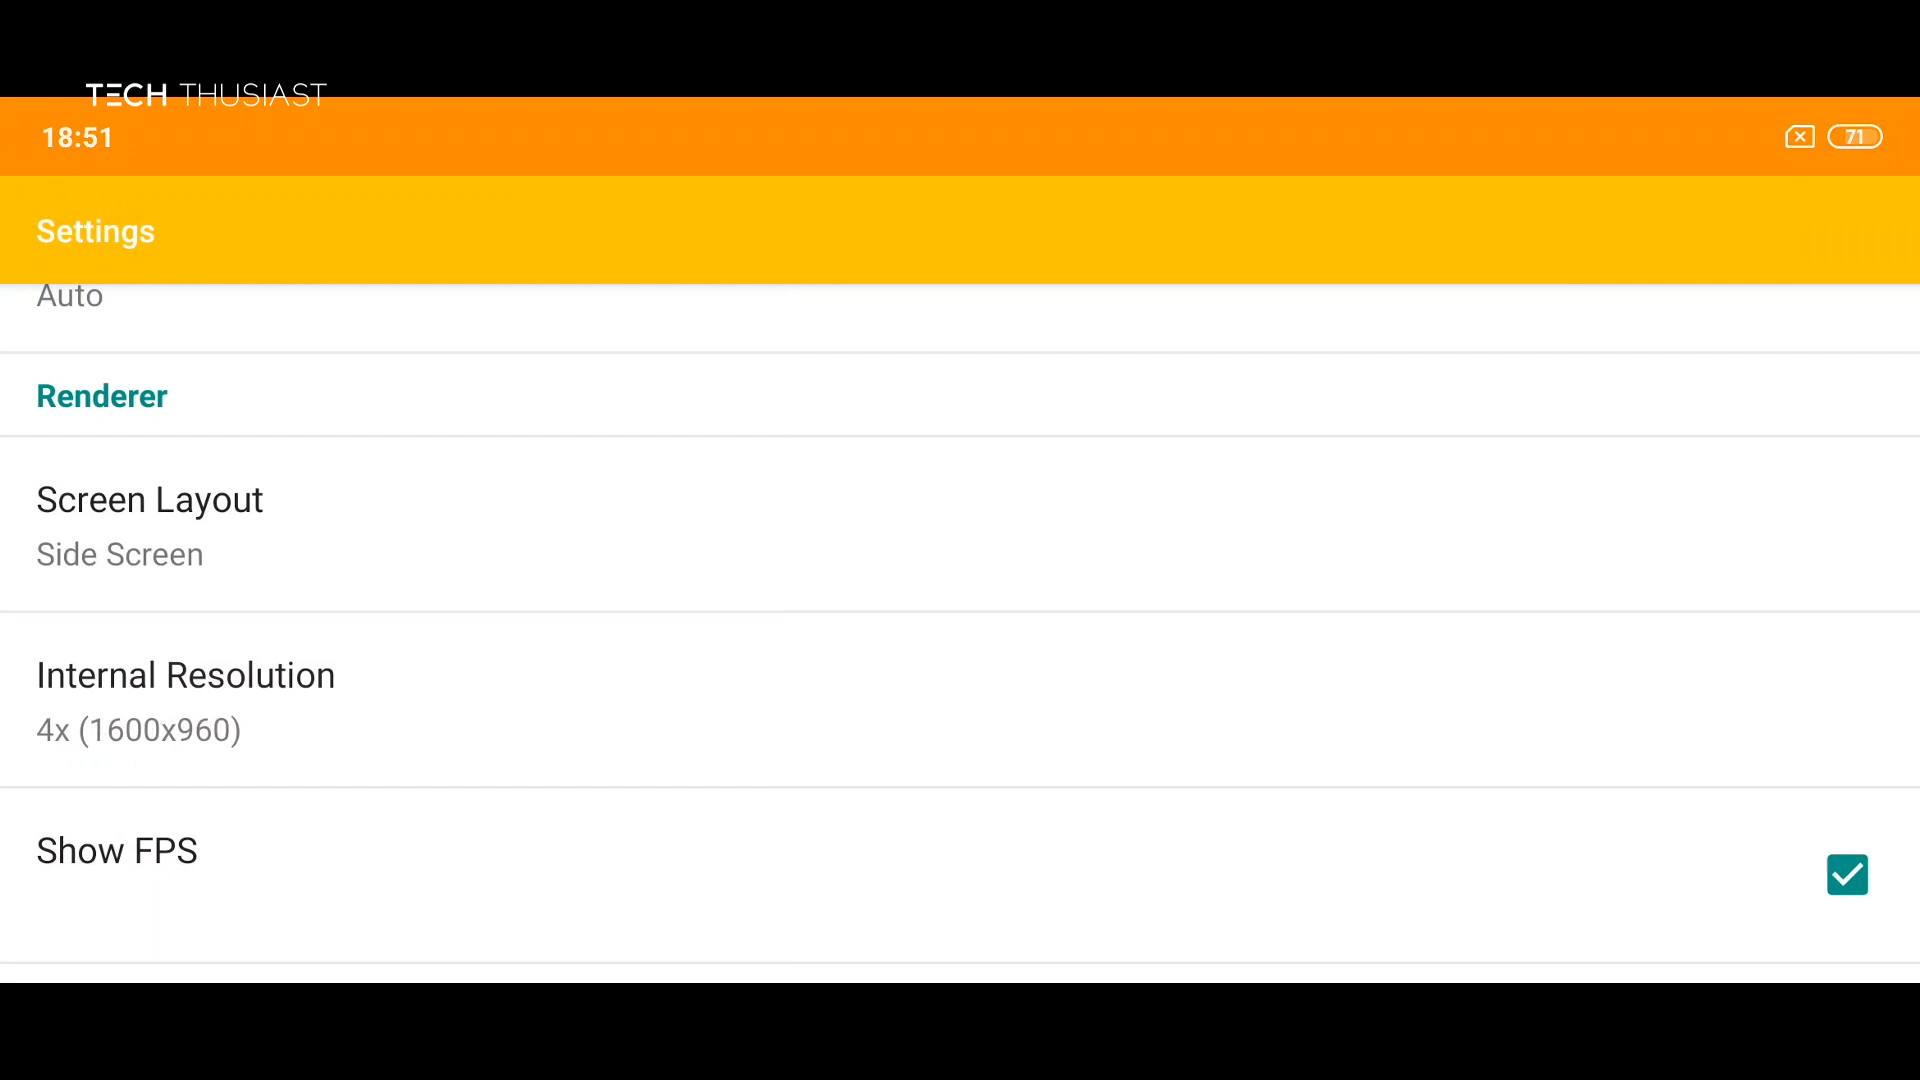 TECH THUSIAST
18:51
71
Settings
Auto
Renderer
Screen Layout
Side Screen
Internal Resolution
4x (1600x960)
Show FPS